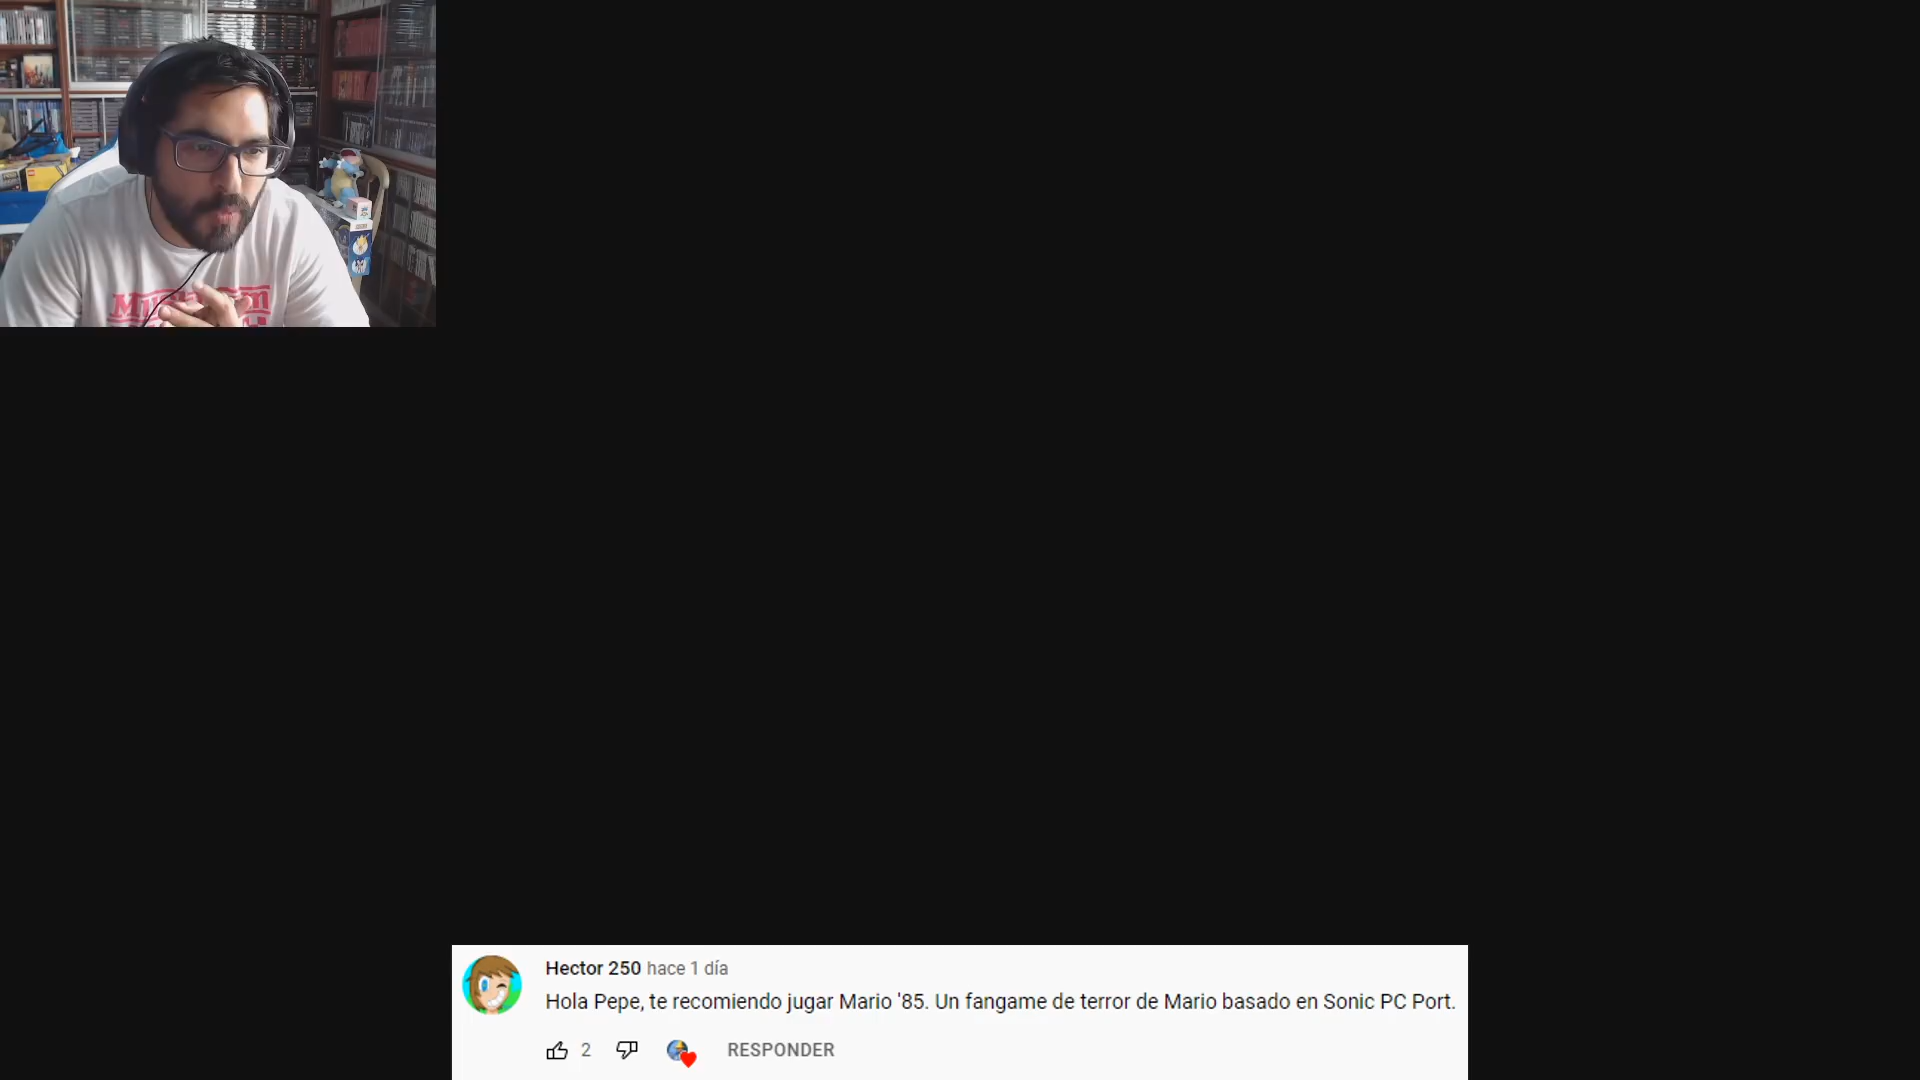 Hector 250 hace 1 día
Hola Pepe, te recomiendo jugar Mario '85. Un fangame de terror de Mario basado en Sonic PC Port.
2 RESPONDER